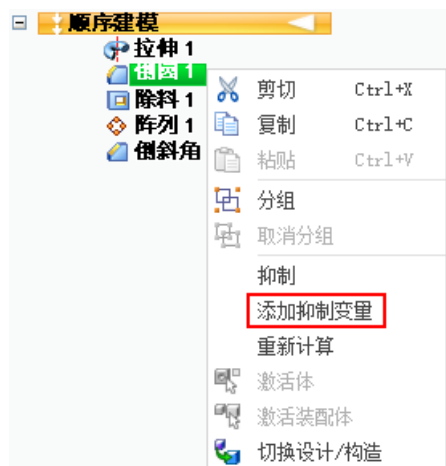 顺序建模
拉伸 1
倒圆 1
除料 1
阵列 1
倒斜角
剪切 Ctrl+X
复制 Ctrl+C
粘贴 Ctrl+V
分组
取消分组
抑制
添加抑制变量
重新计算
激活体
激活装配体
切换设计/构造